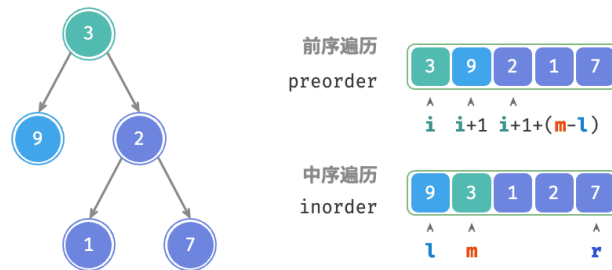 3
9
2
1 7
前序遍历
preorder
3 9 2 1 7
i i+1 i+1+(m-l)
中序遍历
inorder
9 3 1 2 7
l m r